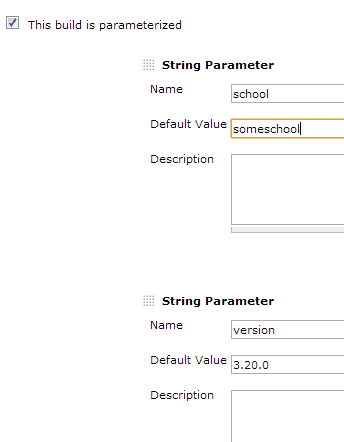 This build is parameterized
String Parameter
Name school
Default Value someschool
Description
String Parameter
Name version
Default Value 3.20.0
Description